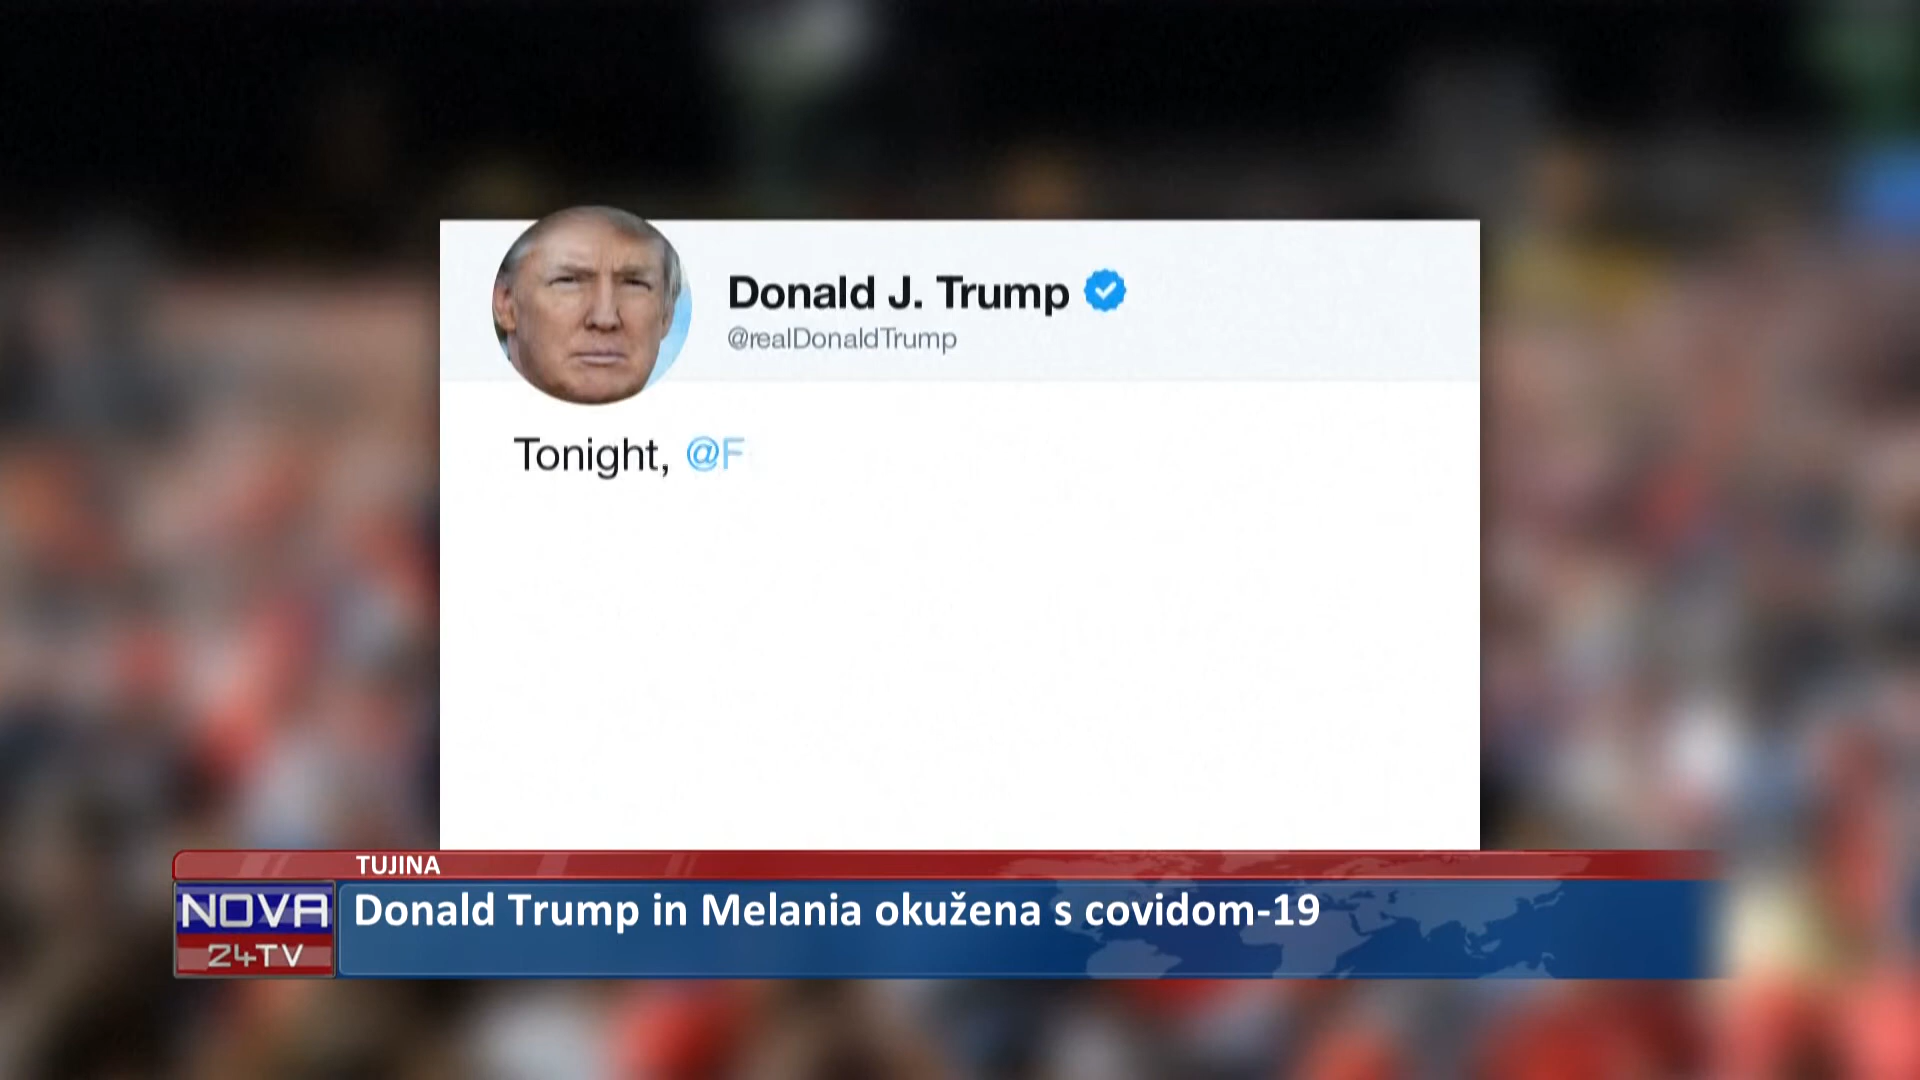 Donald J. Trump
@realDonaldTrump
Tonight, @F
TUJINA
NOVA
24TV
Donald Trump in Melania okužena s covidom-19